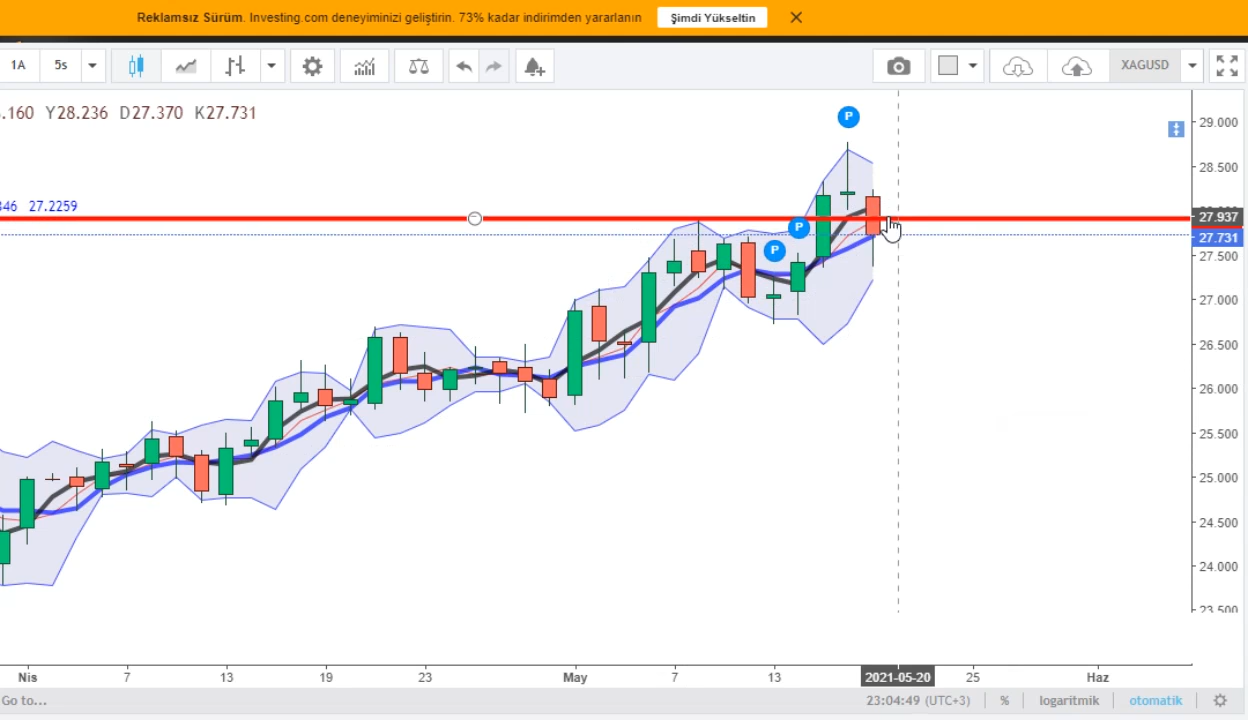 Reklamsız Sürüm. Investing.com deneyiminizi geliştirin. 73% kadar indirimden yararlanın Şimdi Yükseltin
1A 5s XAGUSD
.160 Y28.236 D27.370 K27.731
346 27.2259
P
P
P
29.000
28.500
27.937
27.731
27.500
27.000
26.500
26.000
25.500
25.000
24.500
24.000
23.500
Nis 7 13 19 23 May 7 13 2021-05-20 25 Haz
Go to... 23:04:49 (UTC+3) % logaritmik otomatik